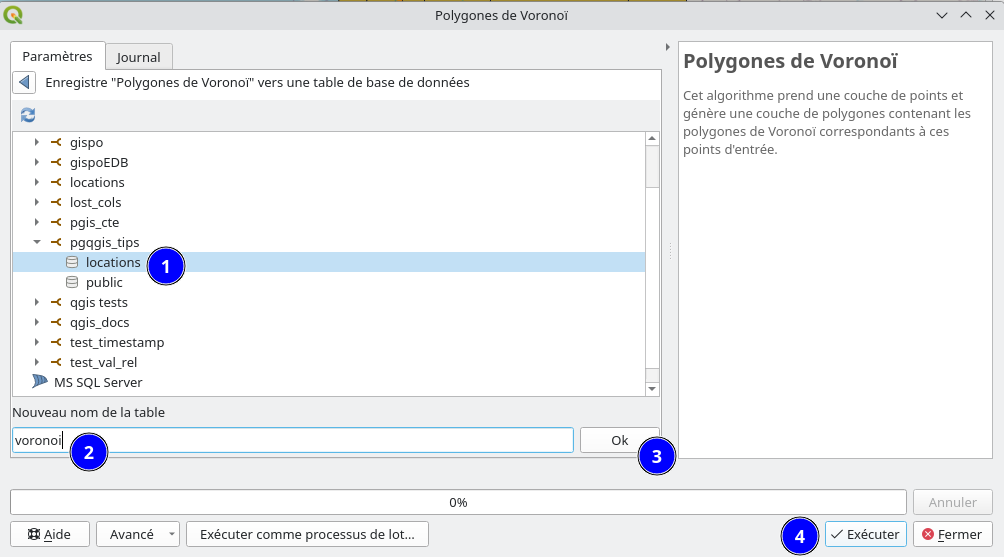 Polygones de Voronoï
Paramètres
Journal
Enregistre "Polygones de Voronoï" vers une table de base de données
gispo
gispoEDB
locations
lost_cols
pgis_cte
pgqgis_tips
locations
1
public
qgis tests
qgis_docs
test_timestamp
test_val_rel
MS SQL Server
Nouveau nom de la table
voronoi
2
Ok
3
Polygones de Voronoï
Cet algorithme prend une couche de points et
génère une couche de polygones contenant les
polygones de Voronoï correspondants à ces
points d'entrée.
0%
Annuler
Aide
Avancé
Exécuter comme processus de lot...
4
Exécuter
Fermer